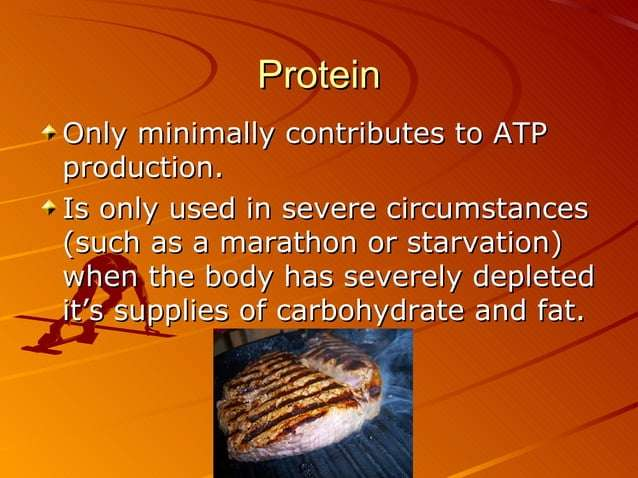 Protein
Only minimally contributes to ATP
production.
Is only used in severe circumstances
(such as a marathon or starvation)
when the body has severely depleted
it’s supplies of carbohydrate and fat.